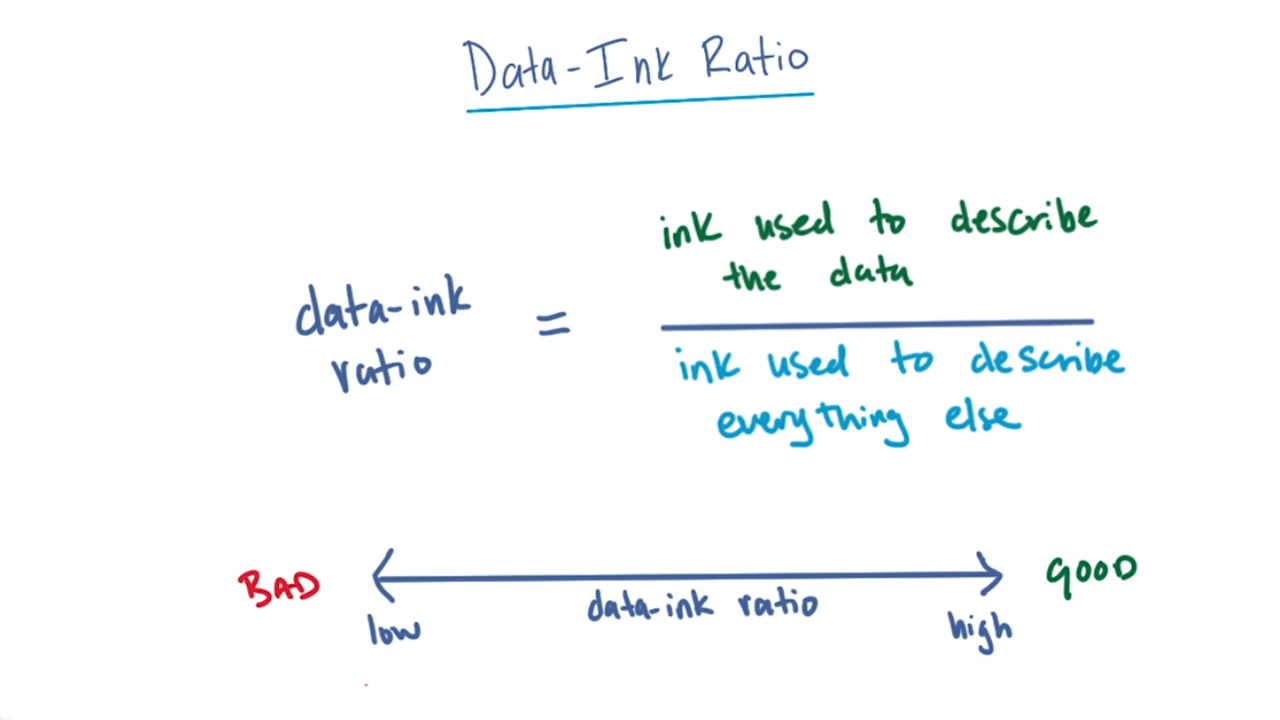 Data-Ink Ratio
ink used to describe
the data
data-ink
ratio
=
ink used to describe
everything else
BAD
GOOD
data-ink ratio
low
high